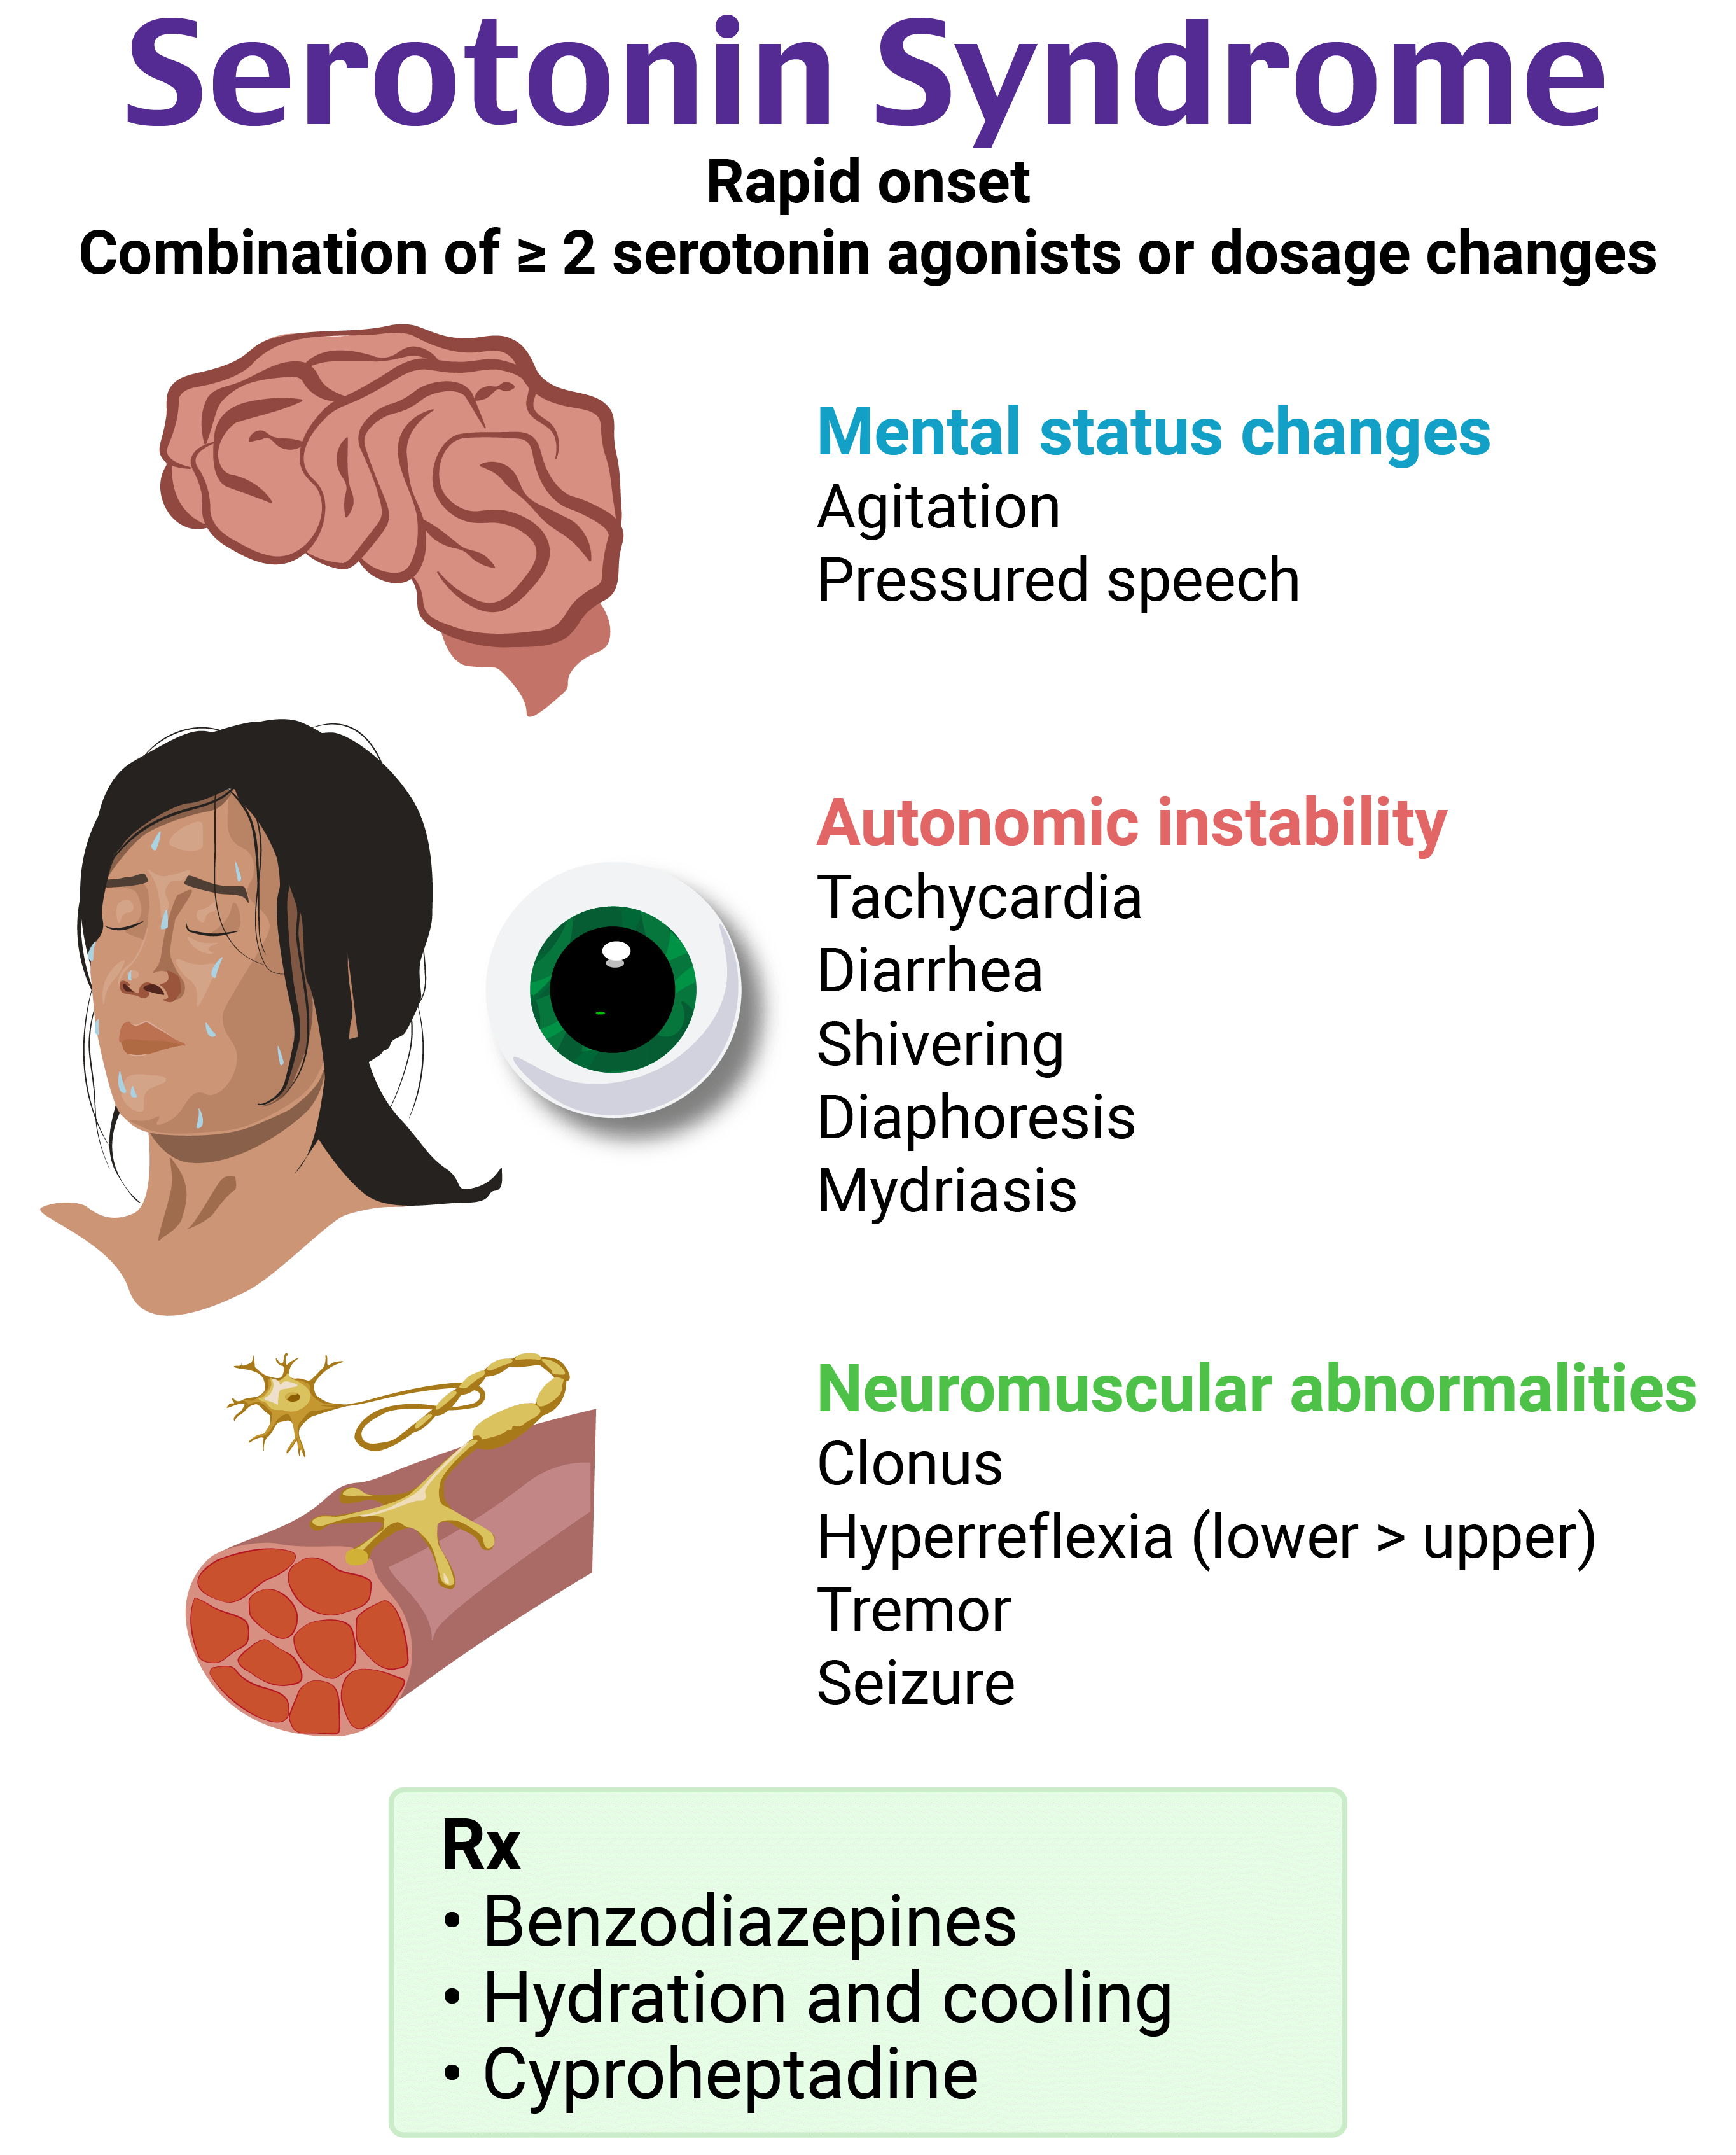 Serotonin Syndrome
Rapid onset
Combination of ≥ 2 serotonin agonists or dosage changes
Mental status changes
Agitation
Pressured speech
Autonomic instability
Tachycardia
Diarrhea
Shivering
Diaphoresis
Mydriasis
Neuromuscular abnormalities
Clonus
Hyperreflexia (lower > upper)
Tremor
Seizure
Rx
• Benzodiazepines
• Hydration and cooling
• Cyproheptadine